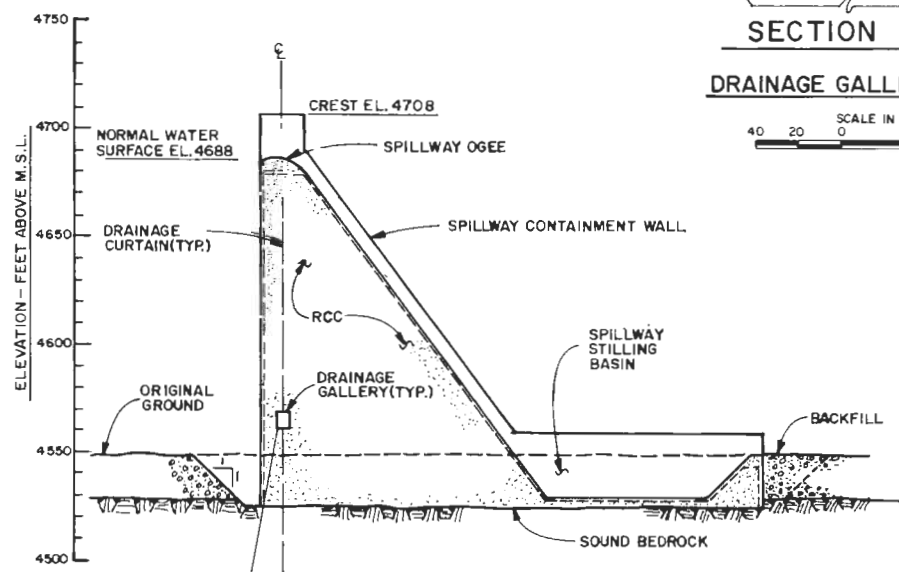 SECTION
DRAINAGE GALL
SCALE IN
40 20 0
ELEVATION - FEET ABOVE M.S.L.
4750
4700
4650
4600
4550
4500
℄
CREST EL. 4708
NORMAL WATER
SURFACE EL. 4688
SPILLWAY OGEE
DRAINAGE
CURTAIN (TYP.)
SPILLWAY CONTAINMENT WALL
RCC
SPILLWAY
STILLING
BASIN
DRAINAGE
GALLERY (TYP.)
ORIGINAL
GROUND
BACKFILL
1
1
SOUND BEDROCK